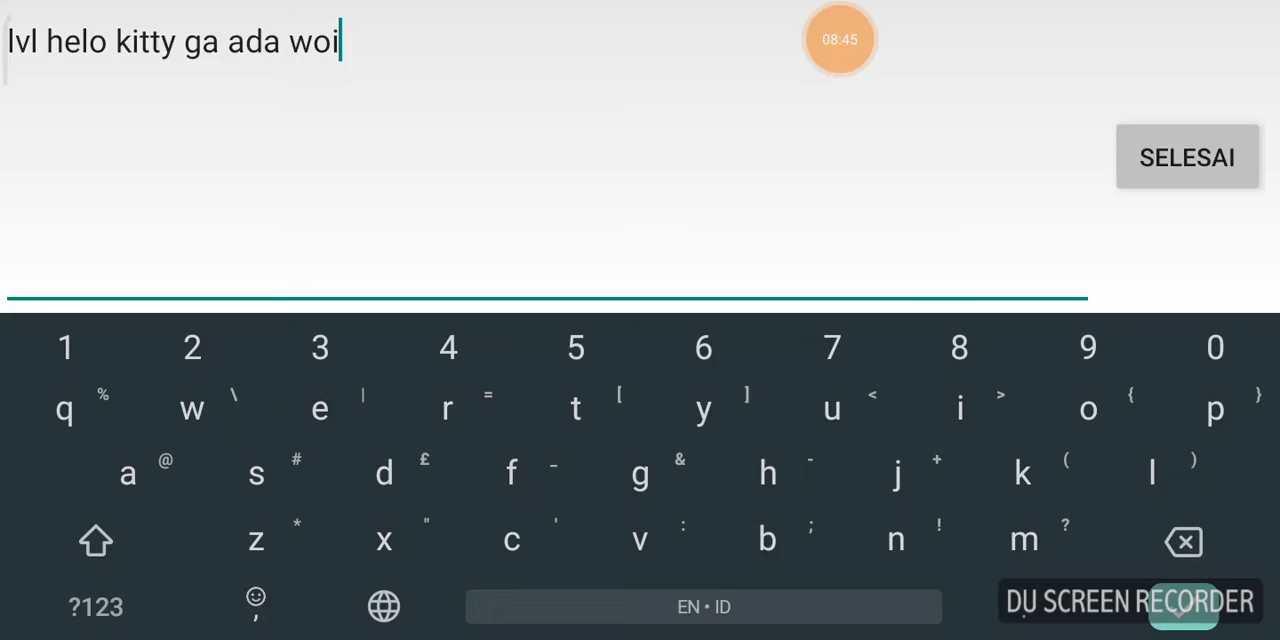 lvl helo kitty ga ada woi
08:45
SELESAI
1 2 3 4 5 6 7 8 9 0
q % w \ e | r = t [ y ] u < i > o { p }
a @ s # d £ f _ g & h - j + k ( l )
z * x " c ' v : b ; n ! m ?
?123 , EN • ID DU SCREEN RECORDER